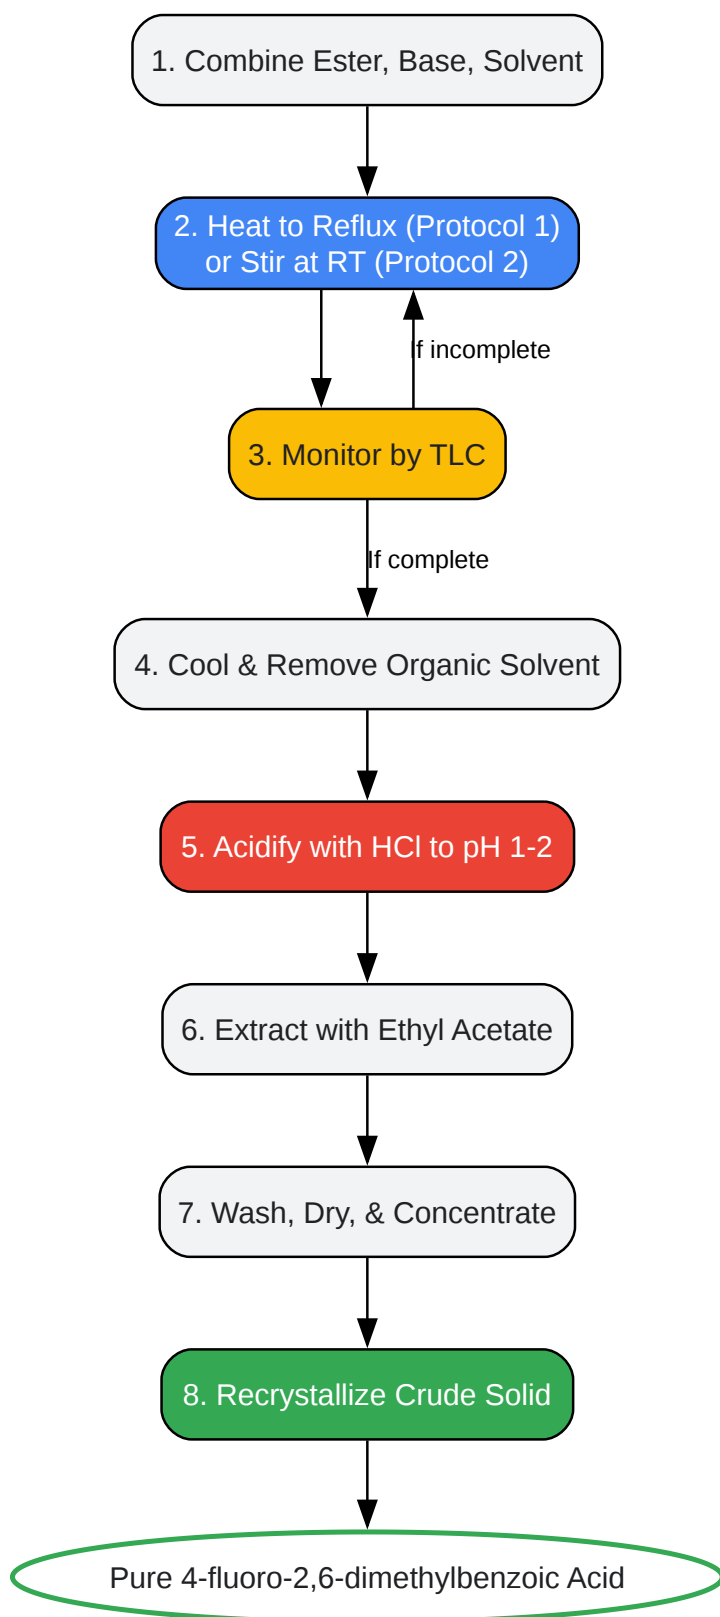 1. Combine Ester, Base, Solvent
2. Heat to Reflux (Protocol 1)
or Stir at RT (Protocol 2)
If incomplete
3. Monitor by TLC
If complete
4. Cool & Remove Organic Solvent
5. Acidify with HCl to pH 1-2
6. Extract with Ethyl Acetate
7. Wash, Dry, & Concentrate
8. Recrystallize Crude Solid
Pure 4-fluoro-2,6-dimethylbenzoic Acid